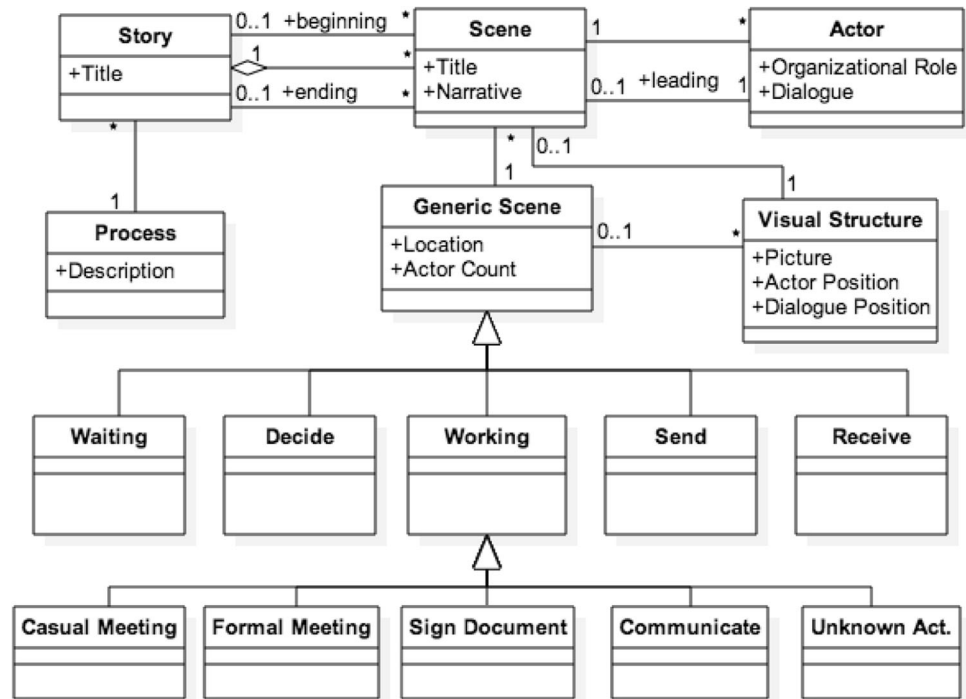 Story
+Title
0..1 +beginning *
1 *
0..1 +ending *
Scene
+Title
+Narrative
1 *
0..1 +leading 1
Actor
+Organizational Role
+Dialogue
*
1
Process
+Description
*
1
0..1
1
Generic Scene
+Location
+Actor Count
0..1 *
Visual Structure
+Picture
+Actor Position
+Dialogue Position
Waiting
Decide
Working
Send
Receive
Casual Meeting
Formal Meeting
Sign Document
Communicate
Unknown Act.